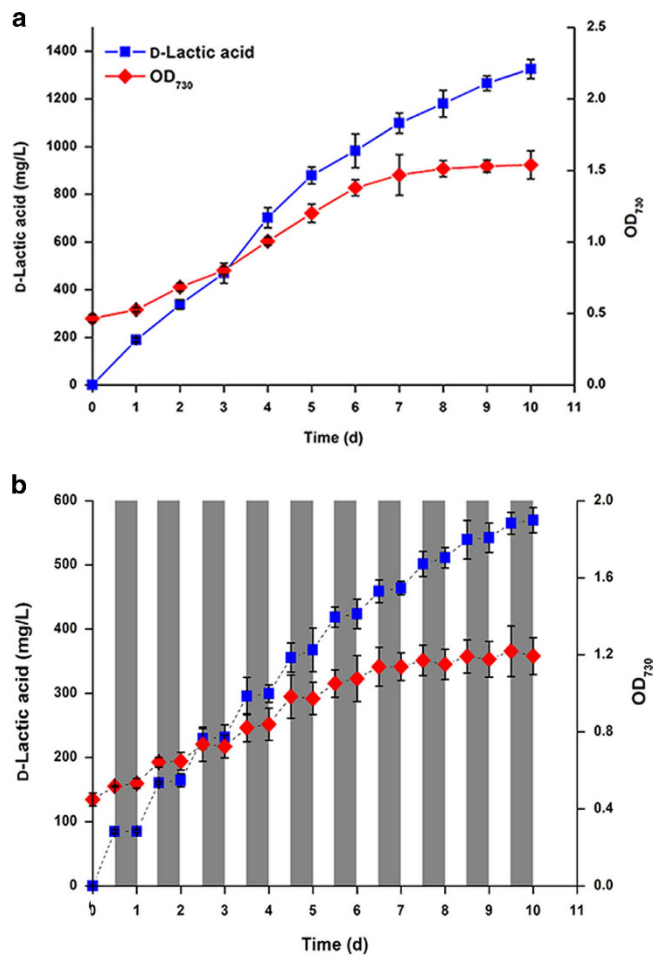 a
1400
1200
1000
800
600
400
200
0
D-Lactic acid (mg/L)
D-Lactic acid
OD730
2.5
2.0
1.5
1.0
0.5
0.0
OD730
0 1 2 3 4 5 6 7 8 9 10 11
Time (d)
b
600
500
400
300
200
100
0
D-Lactic acid (mg/L)
2.0
1.6
1.2
0.8
0.4
0.0
OD730
0 1 2 3 4 5 6 7 8 9 10 11
Time (d)